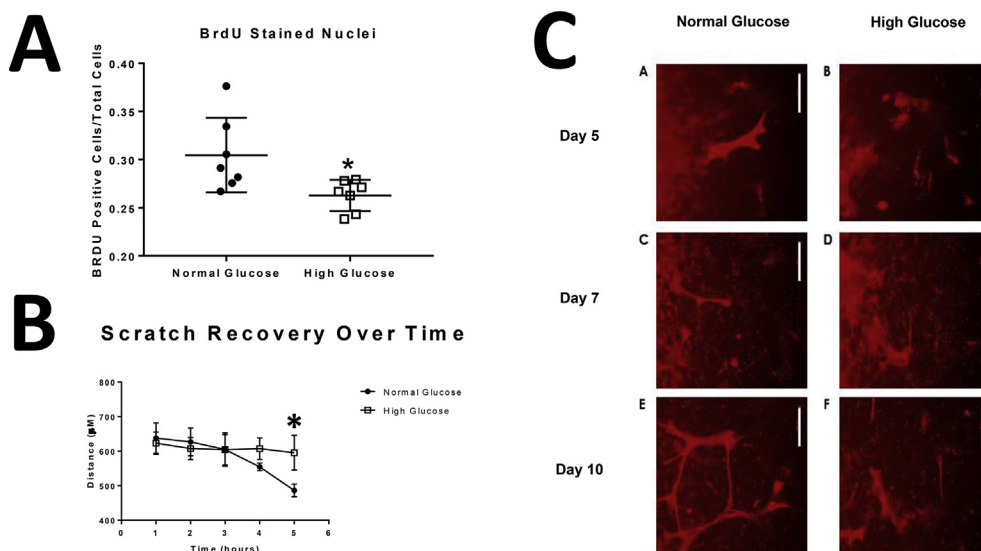 A
BrdU Stained Nuclei
BRDU Positive Cells/Total Cells
0.40
0.35
0.30
0.25
0.20
*
Normal Glucose
High Glucose
B
Scratch Recovery Over Time
Distance (µM)
800
700
600
500
400
*
0
1
2
3
4
5
6
Time (hours)
Normal Glucose
High Glucose
C
Normal Glucose
High Glucose
Day 5
A
B
Day 7
C
D
Day 10
E
F